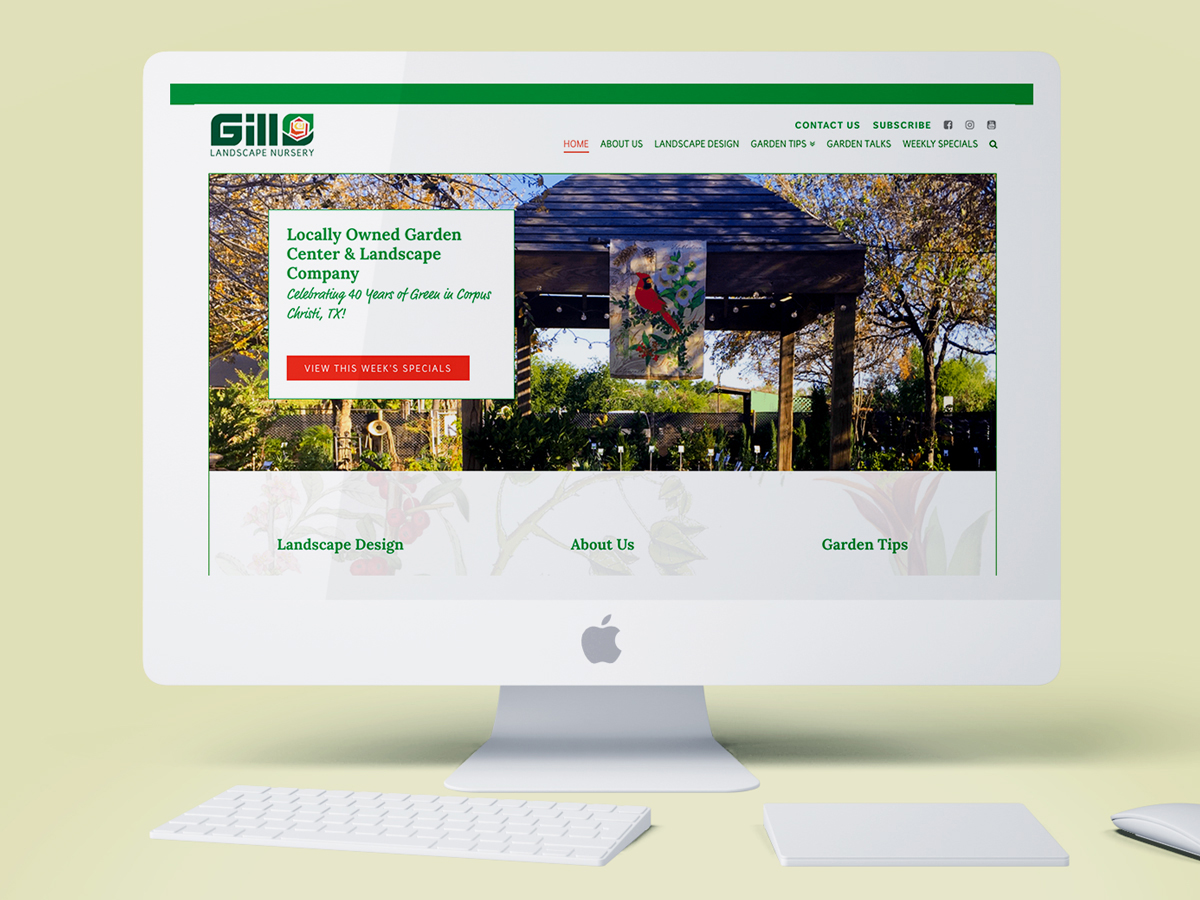 Gill
LANDSCAPE NURSERY
CONTACT US SUBSCRIBE
HOME ABOUT US LANDSCAPE DESIGN GARDEN TIPS GARDEN TALKS WEEKLY SPECIALS
Locally Owned Garden
Center & Landscape
Company
Celebrating 40 Years of Green in Corpus
Christi, TX!
VIEW THIS WEEK'S SPECIALS
Landscape Design
About Us
Garden Tips